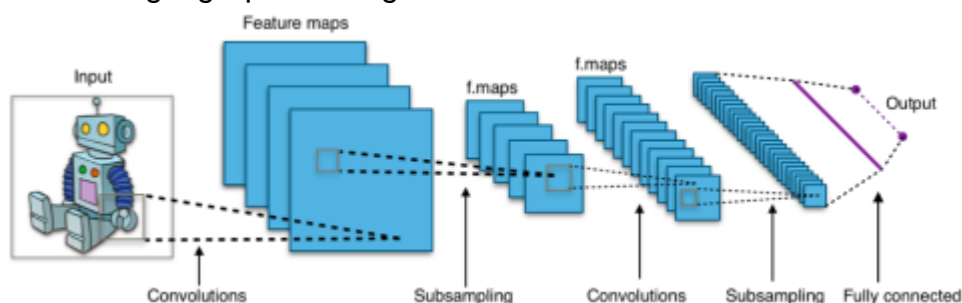 Feature maps
Input
f.maps
f.maps
Output
Convolutions
Subsampling
Convolutions
Subsampling
Fully connected